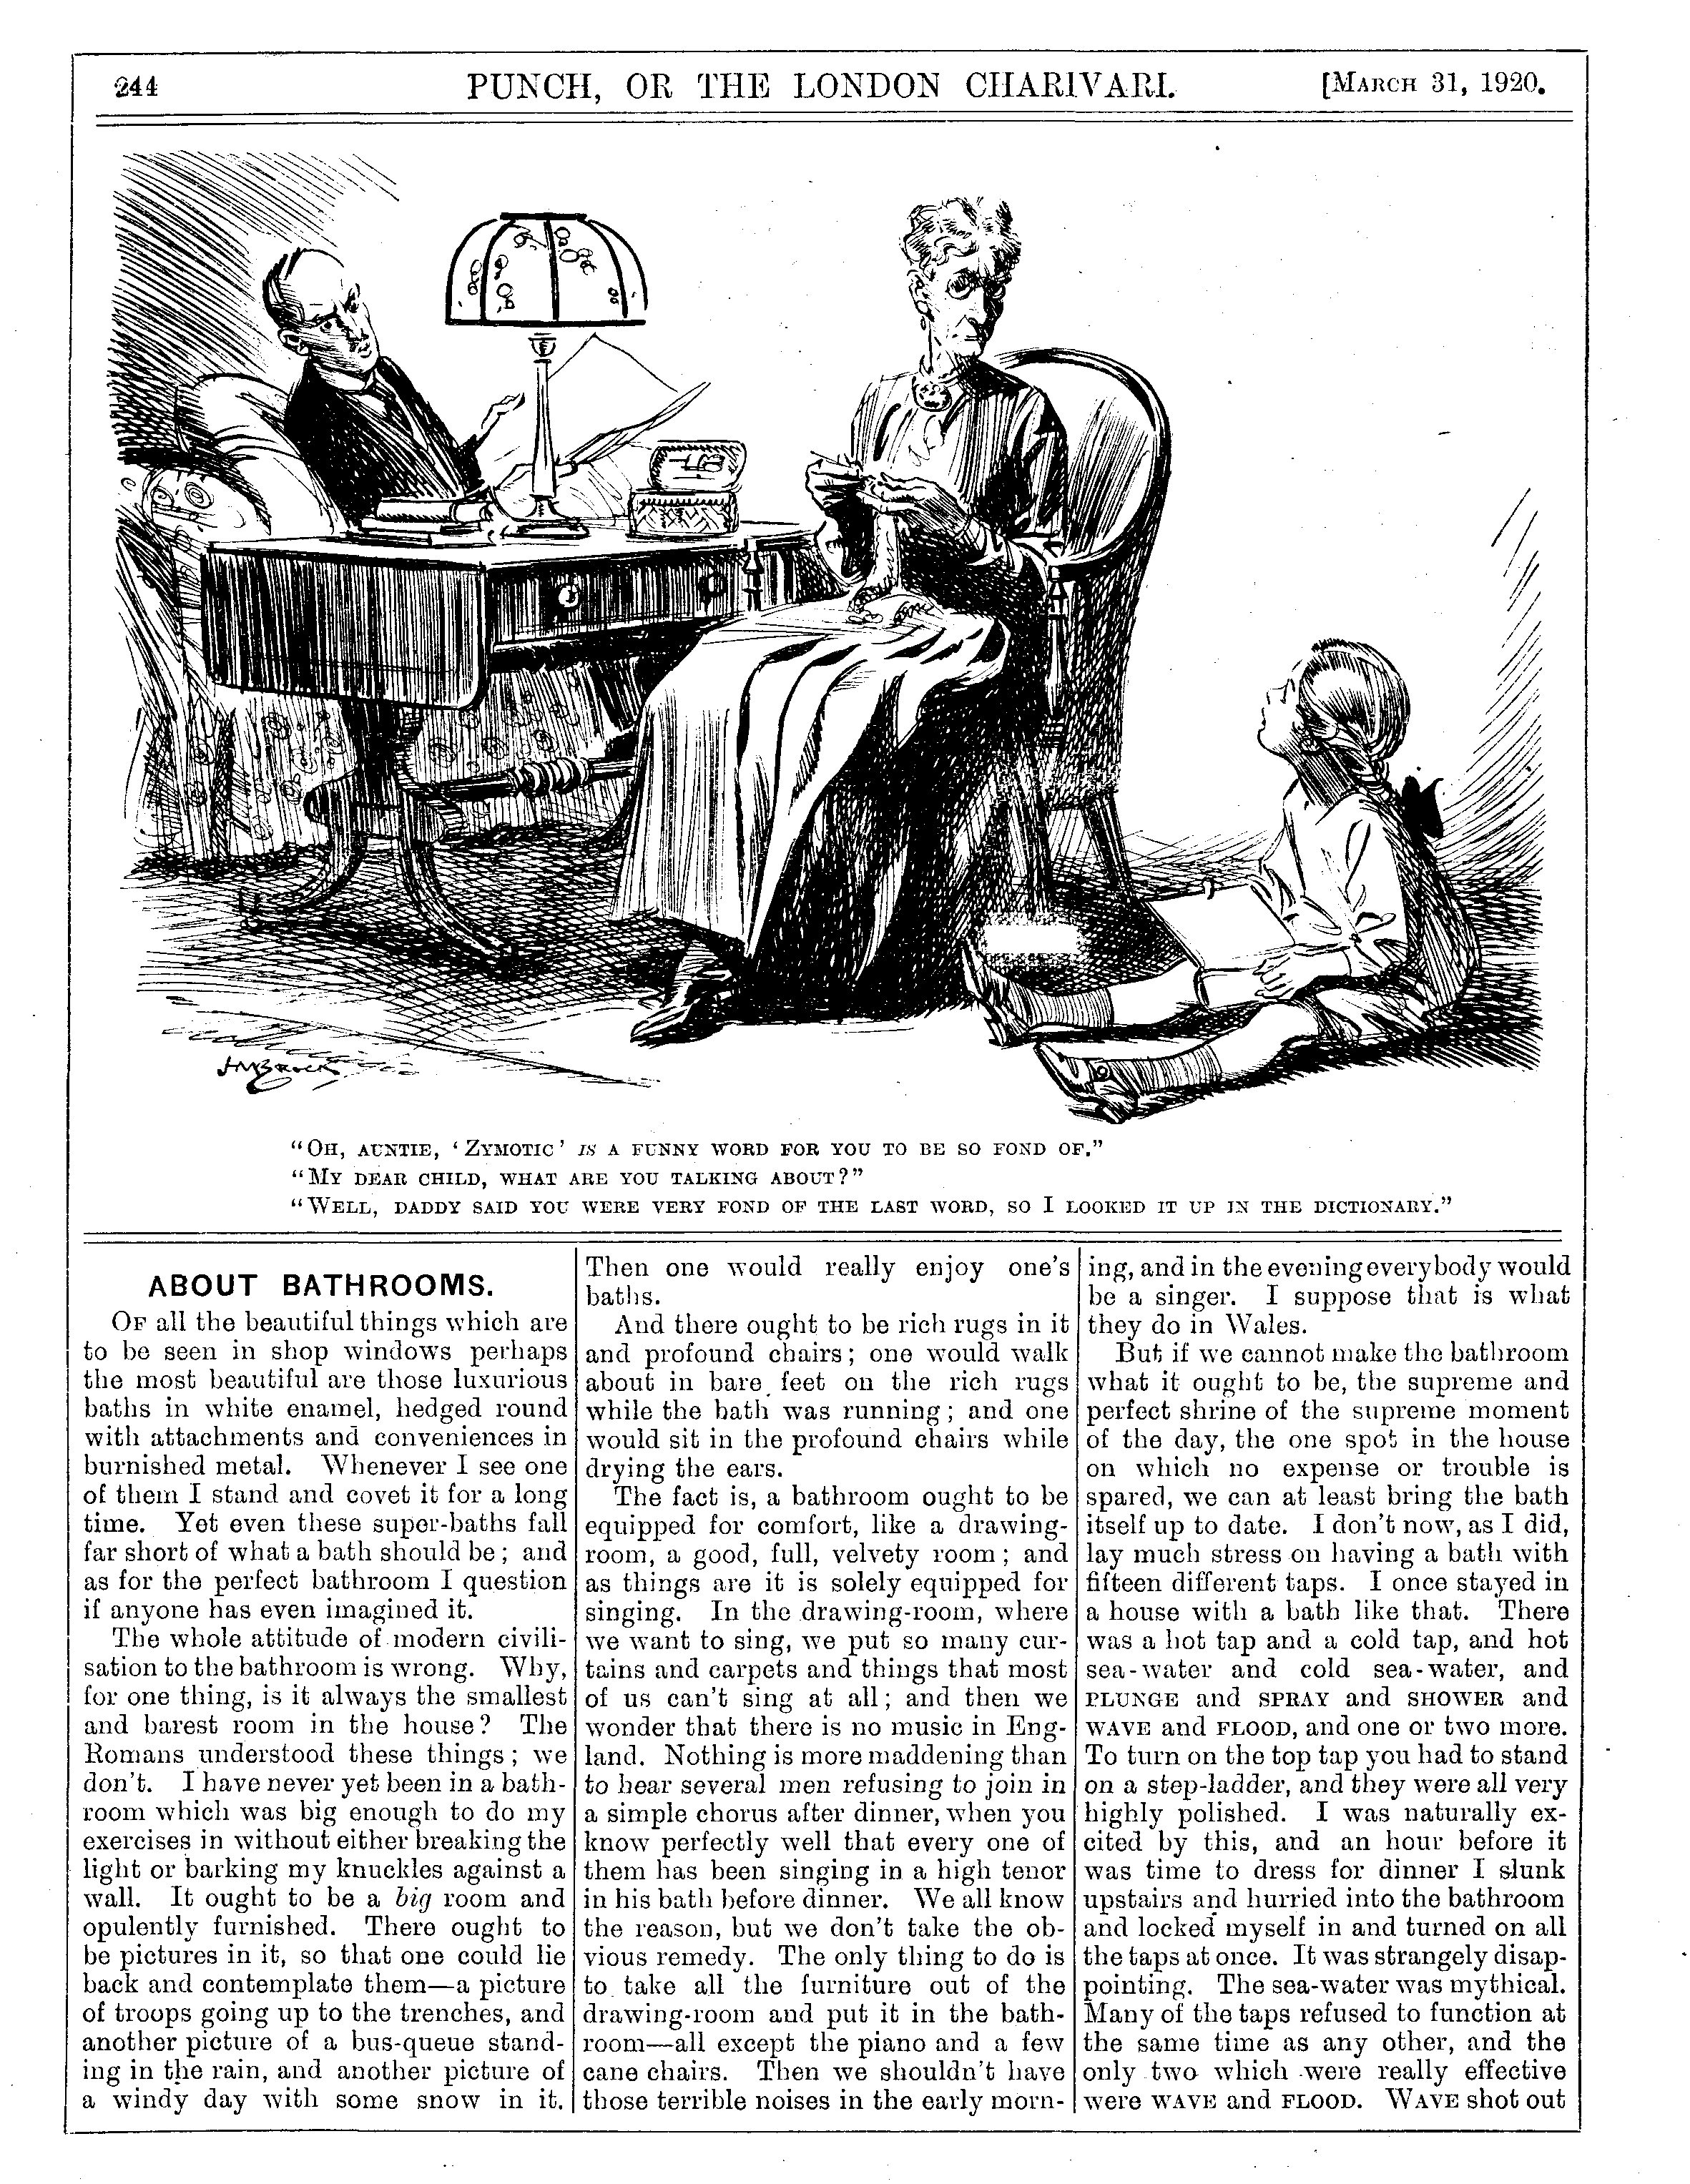 244
PUNCH, OR THE LONDON CHARIVARI.
[MARCH 31, 1920.
"OH, AUNTIE, 'ZYMOTIC' IS A FUNNY WORD FOR YOU TO BE SO FOND OF."
"MY DEAR CHILD, WHAT ARE YOU TALKING ABOUT?"
"WELL, DADDY SAID YOU WERE VERY FOND OF THE LAST WORD, SO I LOOKED IT UP IN THE DICTIONARY."
ABOUT BATHROOMS.
OF all the beautiful things which are
to be seen in shop windows perhaps
the most beautiful are those luxurious
baths in white enamel, hedged round
with attachments and conveniences in
burnished metal. Whenever I see one
of them I stand and covet it for a long
time. Yet even these super-baths fall
far short of what a bath should be; and
as for the perfect bathroom I question
if anyone has even imagined it.
The whole attitude of modern civili-
sation to the bathroom is wrong. Why,
for one thing, is it always the smallest
and barest room in the house? The
Romans understood these things; we
don't. I have never yet been in a bath-
room which was big enough to do my
exercises in without either breaking the
light or barking my knuckles against a
wall. It ought to be a big room and
opulently furnished. There ought to
be pictures in it, so that one could lie
back and contemplate them—a picture
of troops going up to the trenches, and
another picture of a bus-queue stand-
ing in the rain, and another picture of
a windy day with some snow in it.
Then one would really enjoy one's
baths.
And there ought to be rich rugs in it
and profound chairs; one would walk
about in bare feet on the rich rugs
while the bath was running; and one
would sit in the profound chairs while
drying the ears.
The fact is, a bathroom ought to be
equipped for comfort, like a drawing-
room, a good, full, velvety room; and
as things are it is solely equipped for
singing. In the drawing-room, where
we want to sing, we put so many cur-
tains and carpets and things that most
of us can't sing at all; and then we
wonder that there is no music in Eng-
land. Nothing is more maddening than
to hear several men refusing to join in
a simple chorus after dinner, when you
know perfectly well that every one of
them has been singing in a high tenor
in his bath before dinner. We all know
the reason, but we don't take the ob-
vious remedy. The only thing to do is
to take all the furniture out of the
drawing-room and put it in the bath-
room—all except the piano and a few
cane chairs. Then we shouldn't have
those terrible noises in the early morn-
ing, and in the evening everybody would
be a singer. I suppose that is what
they do in Wales.
But if we cannot make the bathroom
what it ought to be, the supreme and
perfect shrine of the supreme moment
of the day, the one spot in the house
on which no expense or trouble is
spared, we can at least bring the bath
itself up to date. I don't now, as I did,
lay much stress on having a bath with
fifteen different taps. I once stayed in
a house with a bath like that. There
was a hot tap and a cold tap, and hot
sea-water and cold sea-water, and
PLUNGE and SPRAY and SHOWER and
WAVE and FLOOD, and one or two more.
To turn on the top tap you had to stand
on a step-ladder, and they were all very
highly polished. I was naturally ex-
cited by this, and an hour before it
was time to dress for dinner I slunk
upstairs and hurried into the bathroom
and locked myself in and turned on all
the taps at once. It was strangely disap-
pointing. The sea-water was mythical.
Many of the taps refused to function at
the same time as any other, and the
only two which were really effective
were WAVE and FLOOD. WAVE shot out